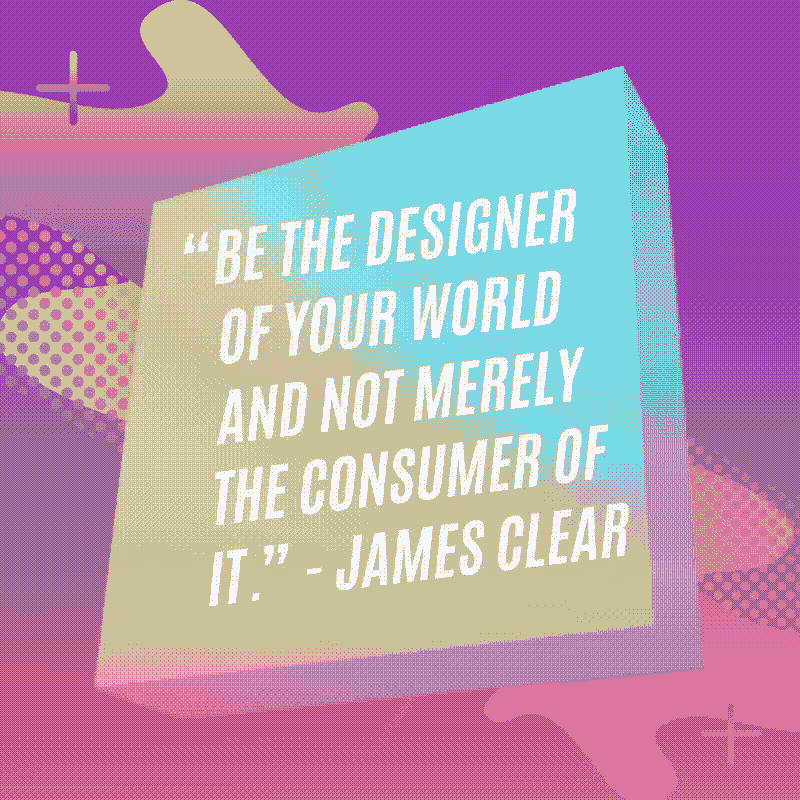 “BE THE DESIGNER
OF YOUR WORLD
AND NOT MERELY
THE CONSUMER OF
IT.” - JAMES CLEAR